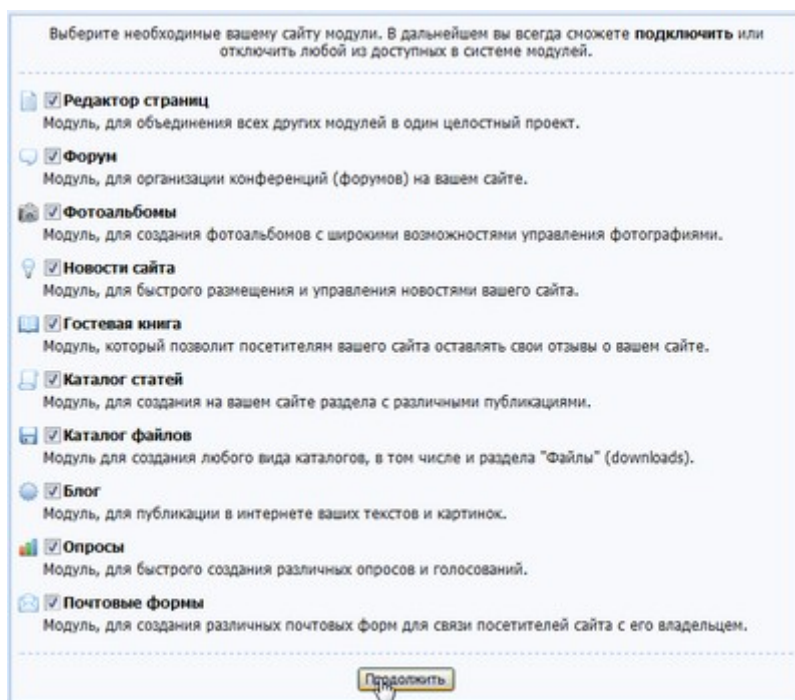 Выберите необходимые вашему сайту модули. В дальнейшем вы всегда сможете подключить или
отключить любой из доступных в системе модулей.
Редактор страниц
Модуль, для объединения всех других модулей в один целостный проект.
Форум
Модуль, для организации конференций (форумов) на вашем сайте.
Фотоальбомы
Модуль, для создания фотоальбомов с широкими возможностями управления фотографиями.
Новости сайта
Модуль, для быстрого размещения и управления новостями вашего сайта.
Гостевая книга
Модуль, который позволит посетителям вашего сайта оставлять свои отзывы о вашем сайте.
Каталог статей
Модуль, для создания на вашем сайте раздела с различными публикациями.
Каталог файлов
Модуль для создания любого вида каталогов, в том числе и раздела "Файлы" (downloads).
Блог
Модуль, для публикации в интернете ваших текстов и картинок.
Опросы
Модуль, для быстрого создания различных опросов и голосований.
Почтовые формы
Модуль, для создания различных почтовых форм для связи посетителей сайта с его владельцем.
Продолжить